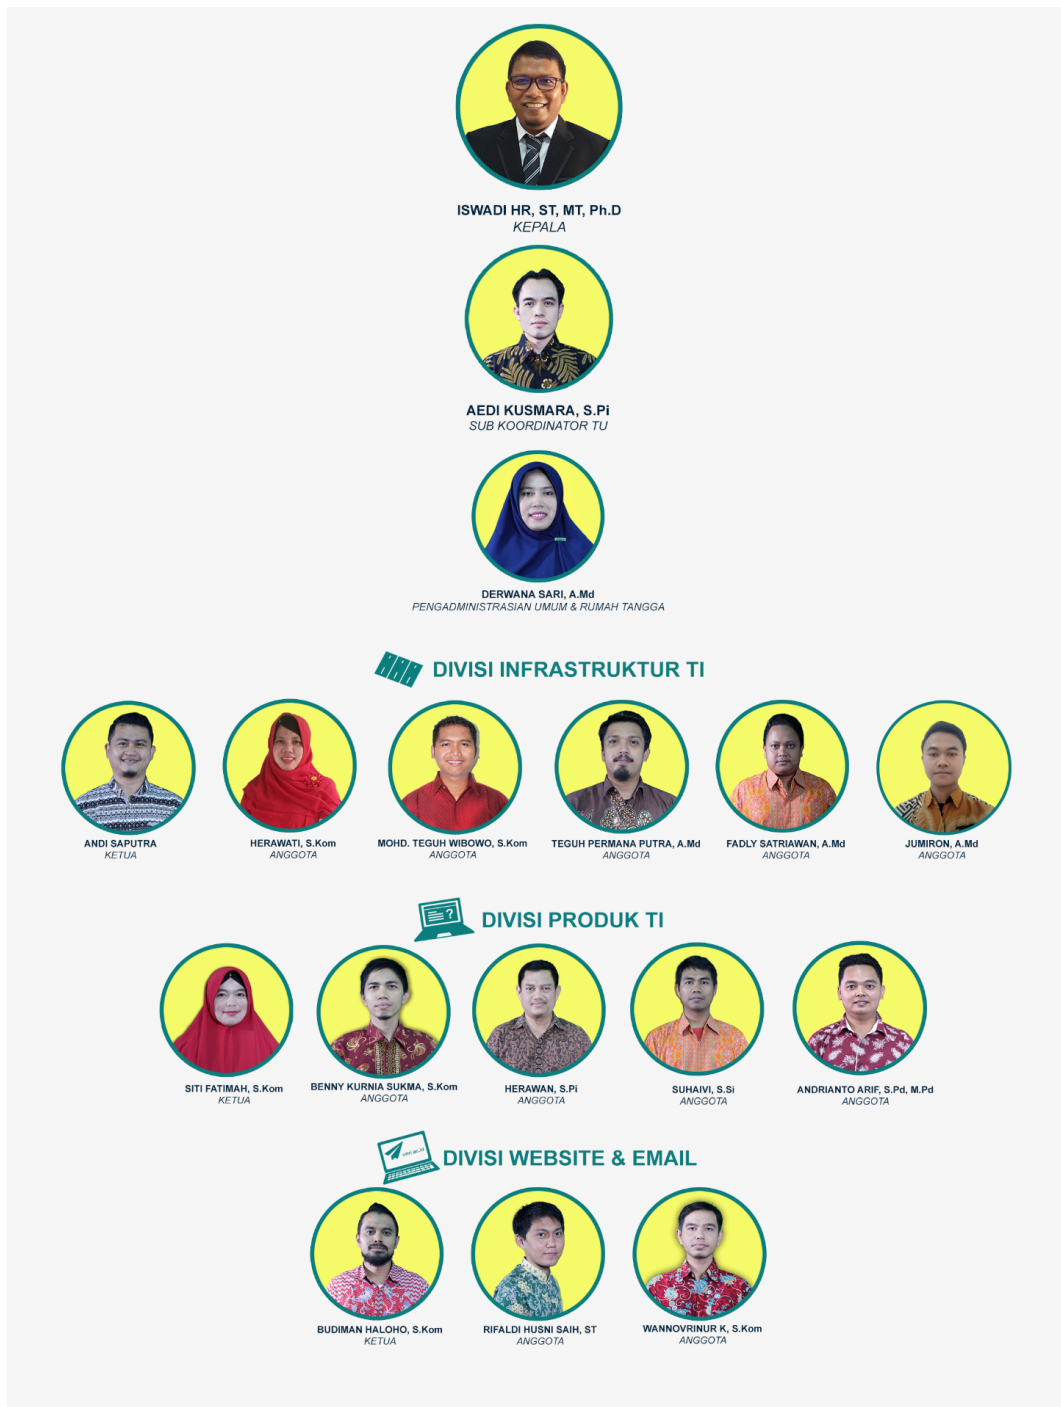 ISWADI HR, ST, MT, Ph.D
KEPALA
AEDI KUSMARA, S.Pi
SUB KOORDINATOR TU
DERWANA SARI, A.Md
PENGADMINISTRASIAN UMUM & RUMAH TANGGA
DIVISI INFRASTRUKTUR TI
ANDI SAPUTRA
KETUA
HERAWATI, S.Kom
ANGGOTA
MOHD. TEGUH WIBOWO, S.Kom
ANGGOTA
TEGUH PERMANA PUTRA, A.Md
ANGGOTA
FADLY SATRIAWAN, A.Md
ANGGOTA
JUMIRON, A.Md
ANGGOTA
?
DIVISI PRODUK TI
SITI FATIMAH, S.Kom
KETUA
BENNY KURNIA SUKMA, S.Kom
ANGGOTA
HERAWAN, S.Pi
ANGGOTA
SUHAIVI, S.Si
ANGGOTA
ANDRIANTO ARIF, S.Pd, M.Pd
ANGGOTA
DIVISI WEBSITE & EMAIL
BUDIMAN HALOHO, S.Kom
KETUA
RIFALDI HUSNI SAIH, ST
ANGGOTA
WANNOVRINUR K, S.Kom
ANGGOTA